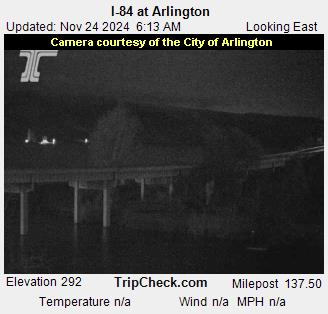 I-84 at Arlington
Updated: Nov 24 2024 6:13 AM Looking East
Camera courtesy of the City of Arlington
Elevation 292 TripCheck.com Milepost 137.50
Temperature n/a Wind n/a MPH n/a